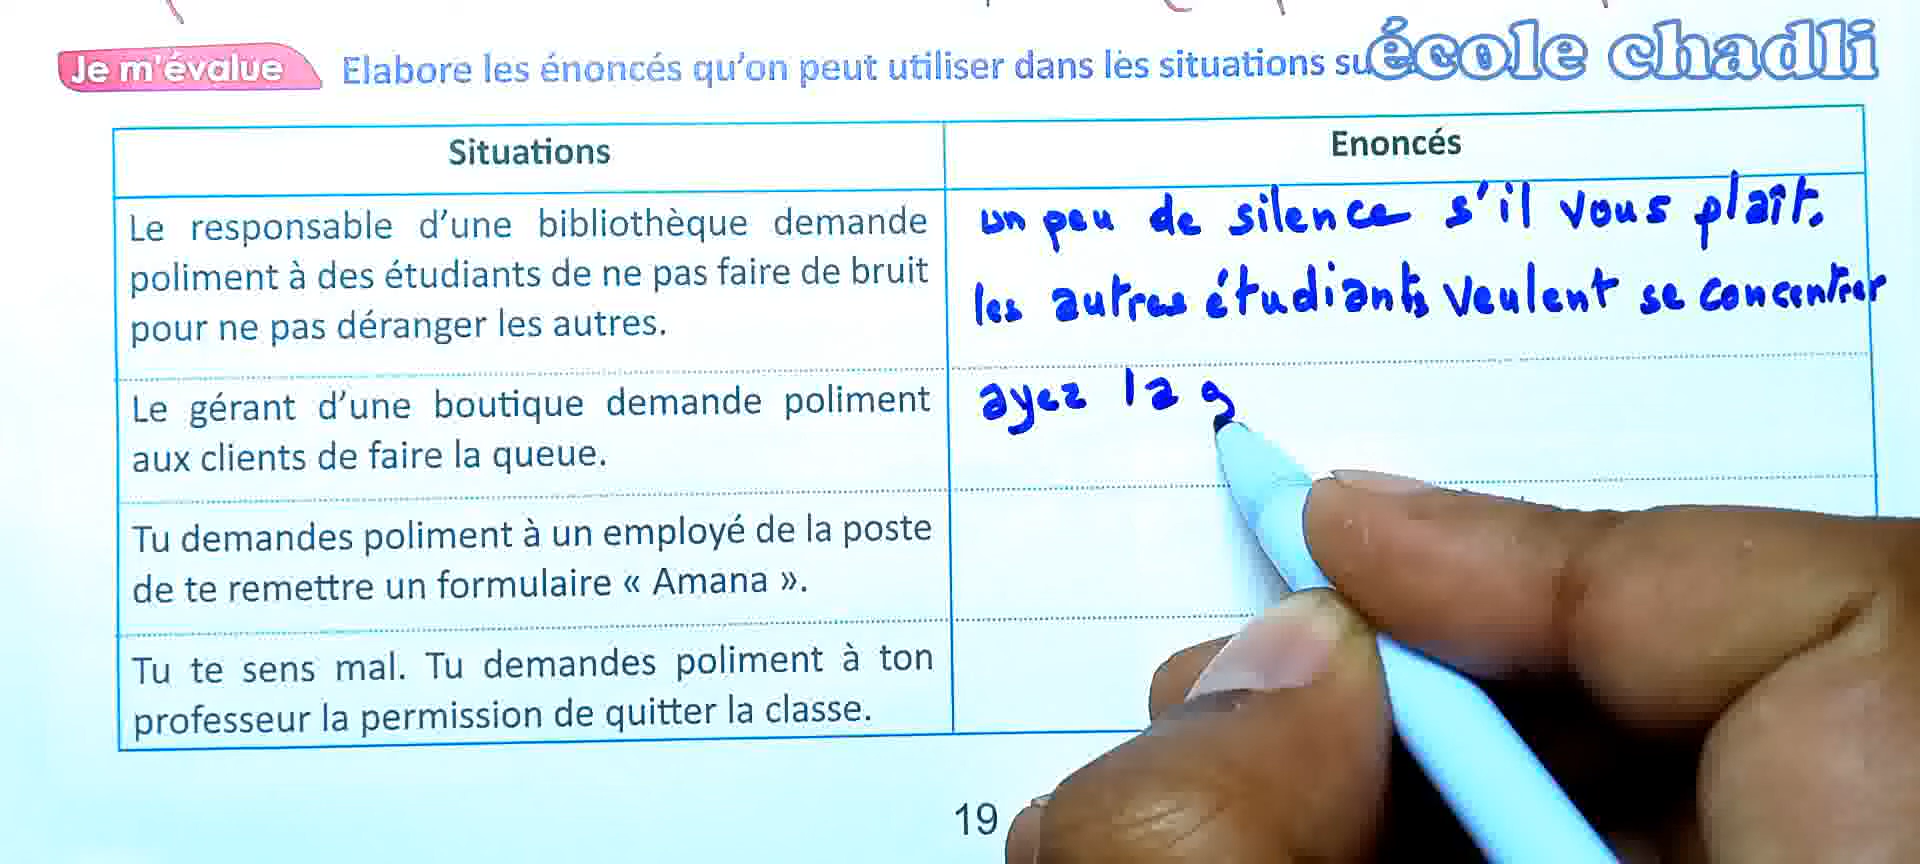 Je m'évalue Elabore les énoncés qu'on peut utiliser dans les situations
école chadli
Situations
Enoncés
Le responsable d'une bibliothèque demande
poliment à des étudiants de ne pas faire de bruit
pour ne pas déranger les autres.
un peu de silence s'il vous plaît.
les autres étudiants veulent se concentrer
Le gérant d'une boutique demande poliment
aux clients de faire la queue.
ayez la g
Tu demandes poliment à un employé de la poste
de te remettre un formulaire « Amana ».
Tu te sens mal. Tu demandes poliment à ton
professeur la permission de quitter la classe.
19